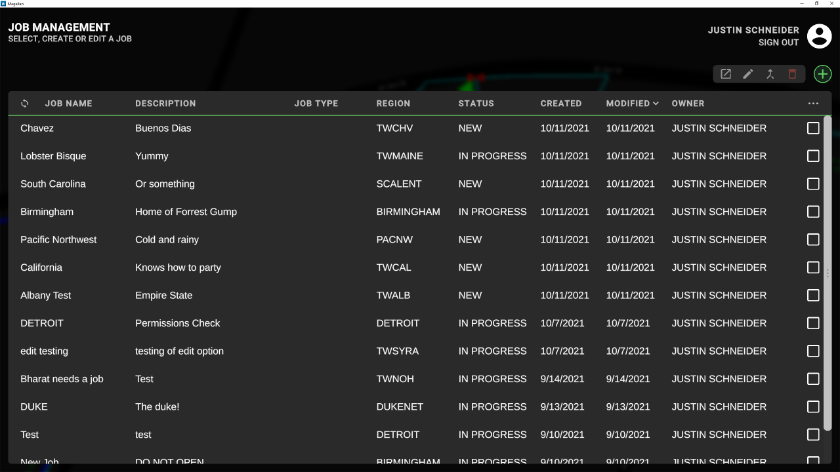 Magellan
JOB MANAGEMENT
SELECT, CREATE OR EDIT A JOB
JUSTIN SCHNEIDER
SIGN OUT
JOB NAME DESCRIPTION JOB TYPE REGION STATUS CREATED MODIFIED OWNER ...
Chavez Buenos Dias TWCHV NEW 10/11/2021 10/11/2021 JUSTIN SCHNEIDER
Lobster Bisque Yummy TWMAINE IN PROGRESS 10/11/2021 10/11/2021 JUSTIN SCHNEIDER
South Carolina Or something SCALENT NEW 10/11/2021 10/11/2021 JUSTIN SCHNEIDER
Birmingham Home of Forrest Gump BIRMINGHAM IN PROGRESS 10/11/2021 10/11/2021 JUSTIN SCHNEIDER
Pacific Northwest Cold and rainy PACNW NEW 10/11/2021 10/11/2021 JUSTIN SCHNEIDER
California Knows how to party TWCAL NEW 10/11/2021 10/11/2021 JUSTIN SCHNEIDER
Albany Test Empire State TWALB NEW 10/11/2021 10/11/2021 JUSTIN SCHNEIDER
DETROIT Permissions Check DETROIT IN PROGRESS 10/7/2021 10/7/2021 JUSTIN SCHNEIDER
edit testing testing of edit option TWSYRA IN PROGRESS 10/7/2021 10/7/2021 JUSTIN SCHNEIDER
Bharat needs a job Test TWNOH IN PROGRESS 9/14/2021 9/14/2021 JUSTIN SCHNEIDER
DUKE The duke! DUKENET IN PROGRESS 9/13/2021 9/13/2021 JUSTIN SCHNEIDER
Test test DETROIT IN PROGRESS 9/10/2021 9/10/2021 JUSTIN SCHNEIDER
New Job DO NOT OPEN BIRMINGHAM IN PROGRESS 9/10/2021 9/10/2021 JUSTIN SCHNEIDER